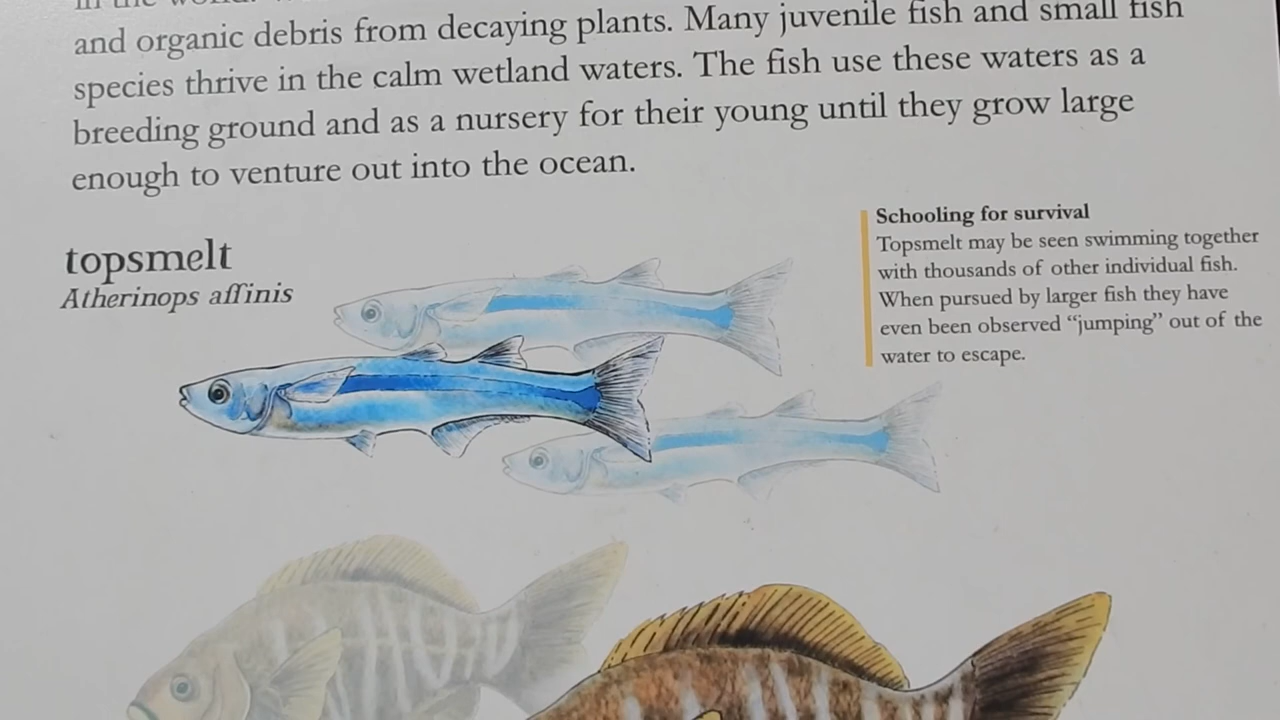 in the world.
and organic debris from decaying plants. Many juvenile fish and small fish
species thrive in the calm wetland waters. The fish use these waters as a
breeding ground and as a nursery for their young until they grow large
enough to venture out into the ocean.
topsmelt
Atherinops affinis
Schooling for survival
Topsmelt may be seen swimming together
with thousands of other individual fish.
When pursued by larger fish they have
even been observed “jumping” out of the
water to escape.